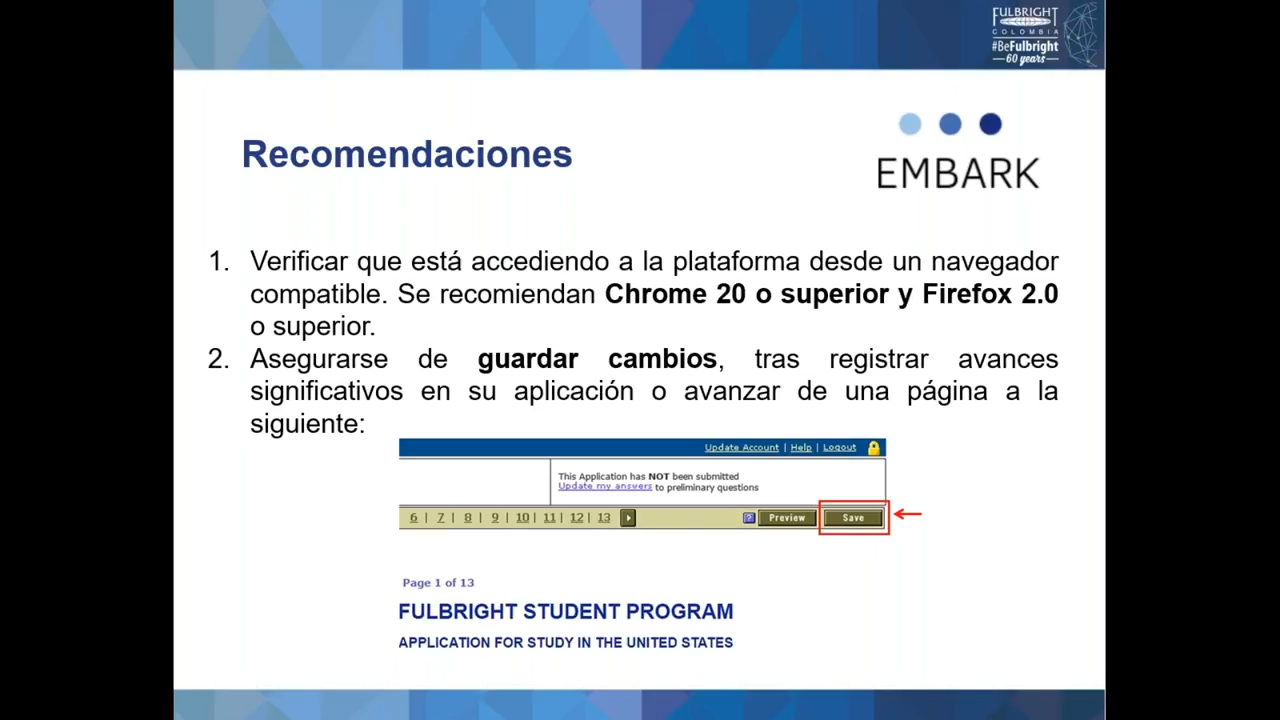 FULBRIGHT
COLOMBIA
#BeFulbright
60 years
Recomendaciones
EMBARK
1. Verificar que está accediendo a la plataforma desde un navegador
compatible. Se recomiendan Chrome 20 o superior y Firefox 2.0
o superior.
2. Asegurarse de guardar cambios, tras registrar avances
significativos en su aplicación o avanzar de una página a la
siguiente:
Update Account | Help | Logout
This Application has NOT been submitted
Update my answers to preliminary questions
6 | 7 | 8 | 9 | 10 | 11 | 12 | 13
? Preview Save
Page 1 of 13
FULBRIGHT STUDENT PROGRAM
APPLICATION FOR STUDY IN THE UNITED STATES